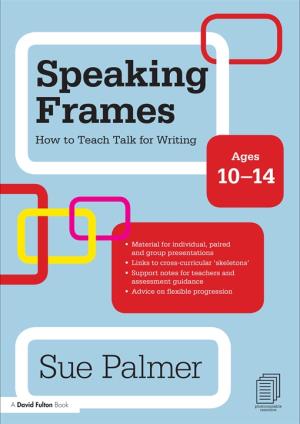 Speaking
Frames
How to Teach Talk for Writing
Ages
10–14
• Material for individual, paired
and group presentations
• Links to cross-curricular ‘skeletons’
• Support notes for teachers and
assessment guidance
• Advice on flexible progression
Sue Palmer
A David Fulton Book
photocopiable
resource